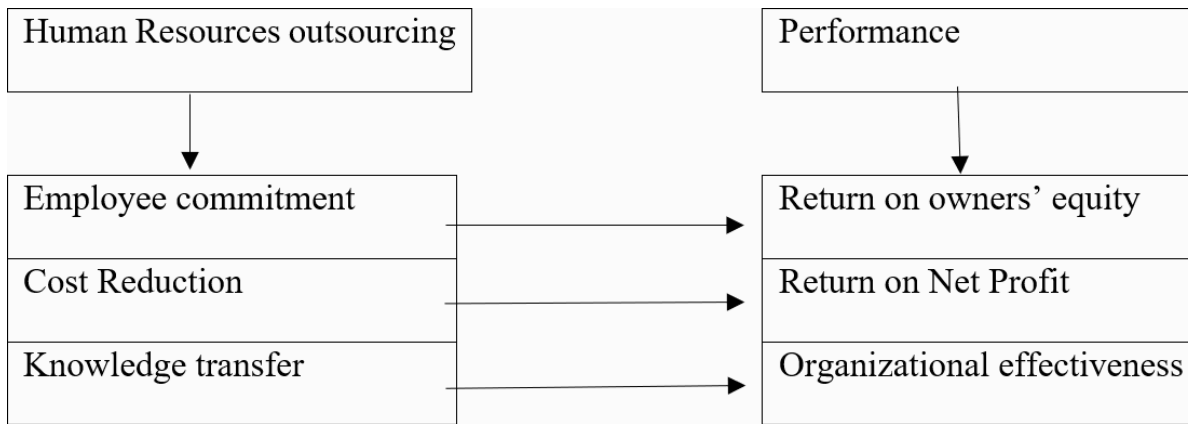 Human Resources outsourcing
Performance
Employee commitment
Return on owners’ equity
Cost Reduction
Return on Net Profit
Knowledge transfer
Organizational effectiveness